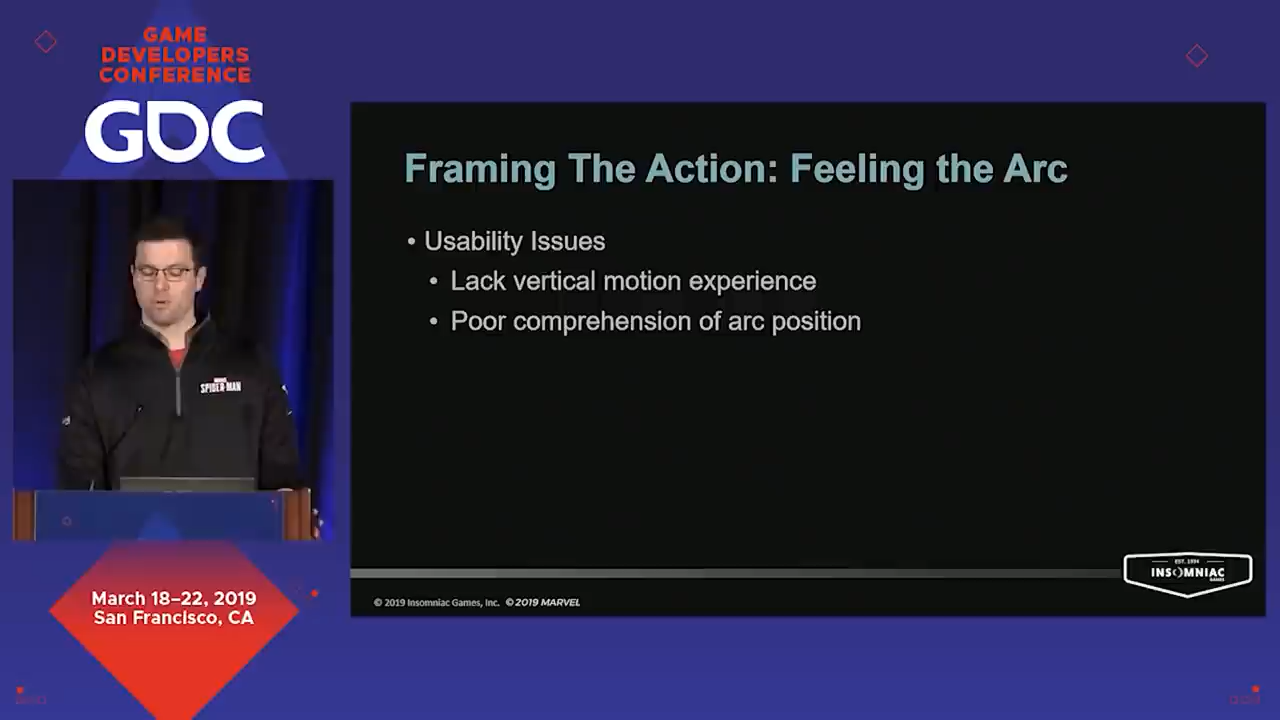 GAME
DEVELOPERS
CONFERENCE
GDC
SPIDER-MAN
March 18–22, 2019
San Francisco, CA
Framing The Action: Feeling the Arc
• Usability Issues
• Lack vertical motion experience
• Poor comprehension of arc position
EST. 1994
INSOMNIAC
GAMES
© 2019 Insomniac Games, Inc. © 2019 MARVEL